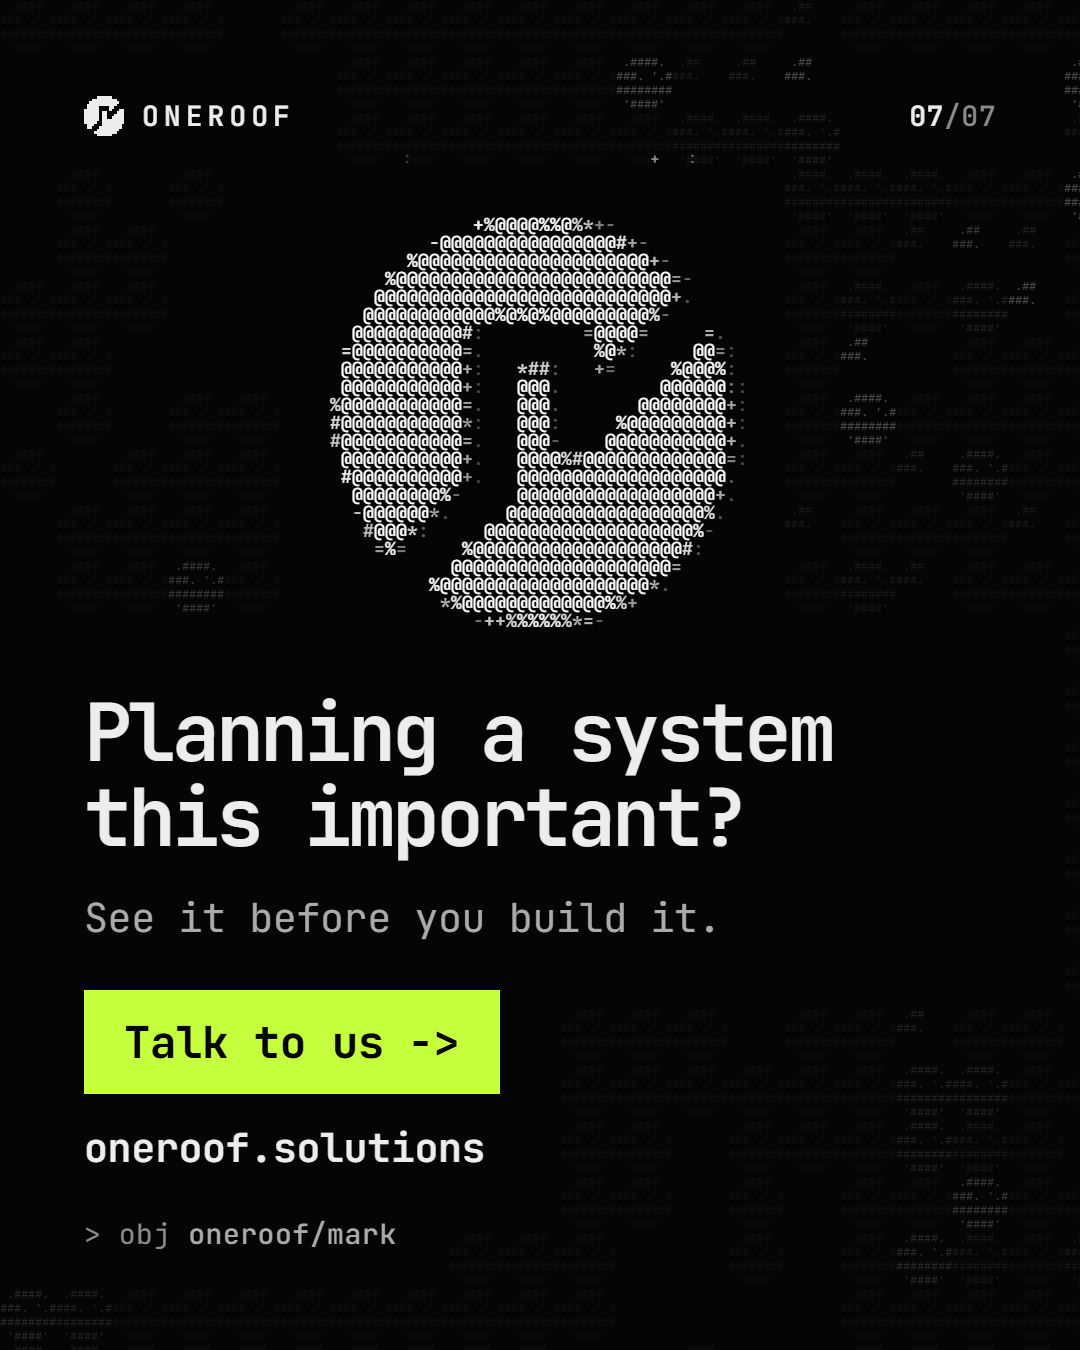 ONEROOF
07/07
Planning a system
this important?
See it before you build it.
Talk to us ->
oneroof.solutions
> obj oneroof/mark